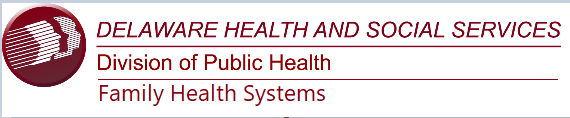 DELAWARE HEALTH AND SOCIAL SERVICES
Division of Public Health
Family Health Systems